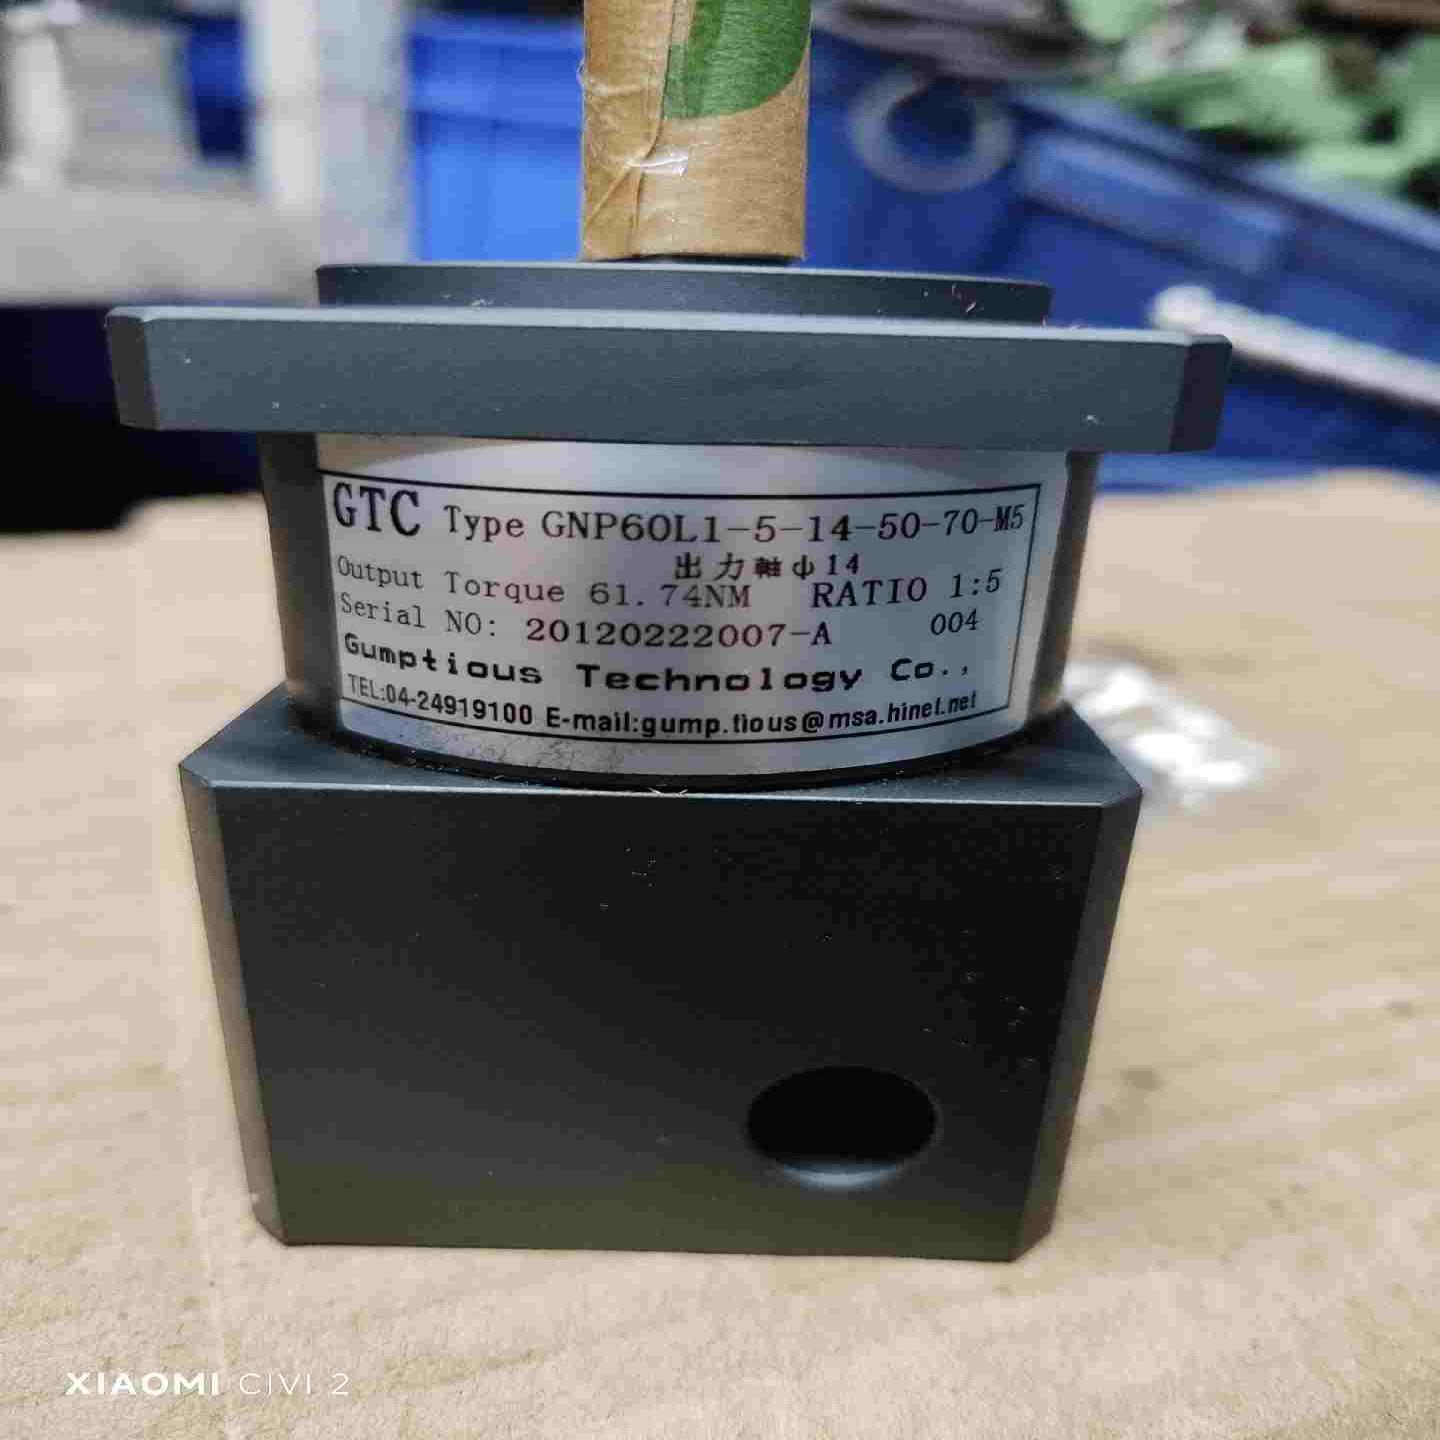 GTC Type GNP60L1-5-14-50-70-M5
出力軸ψ14
Output Torque 61.74NM RATIO 1:5
Serial NO: 20120222007-A 004
Gumptious Technology Co.,
TEL:04-24919100 E-mail:gump.tious@msa.hinet.net
XIAOMI CIVI 2